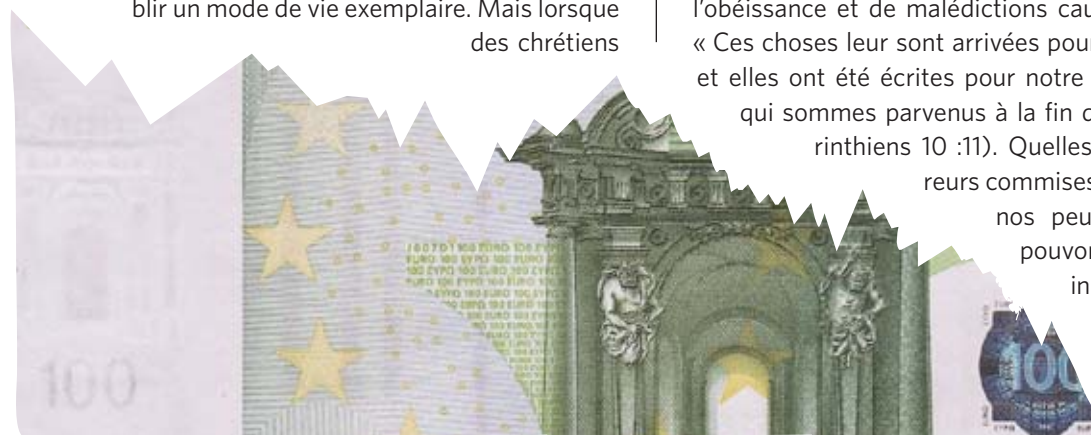 blir un mode de vie exemplaire. Mais lorsque
des chrétiens
l'obéissance et de malédictions cau
« Ces choses leur sont arrivées pour
et elles ont été écrites pour notre
qui sommes parvenus à la fin
rinthiens 10 :11). Quelles
reurs commises
nos peu
pouvo
in
100
100